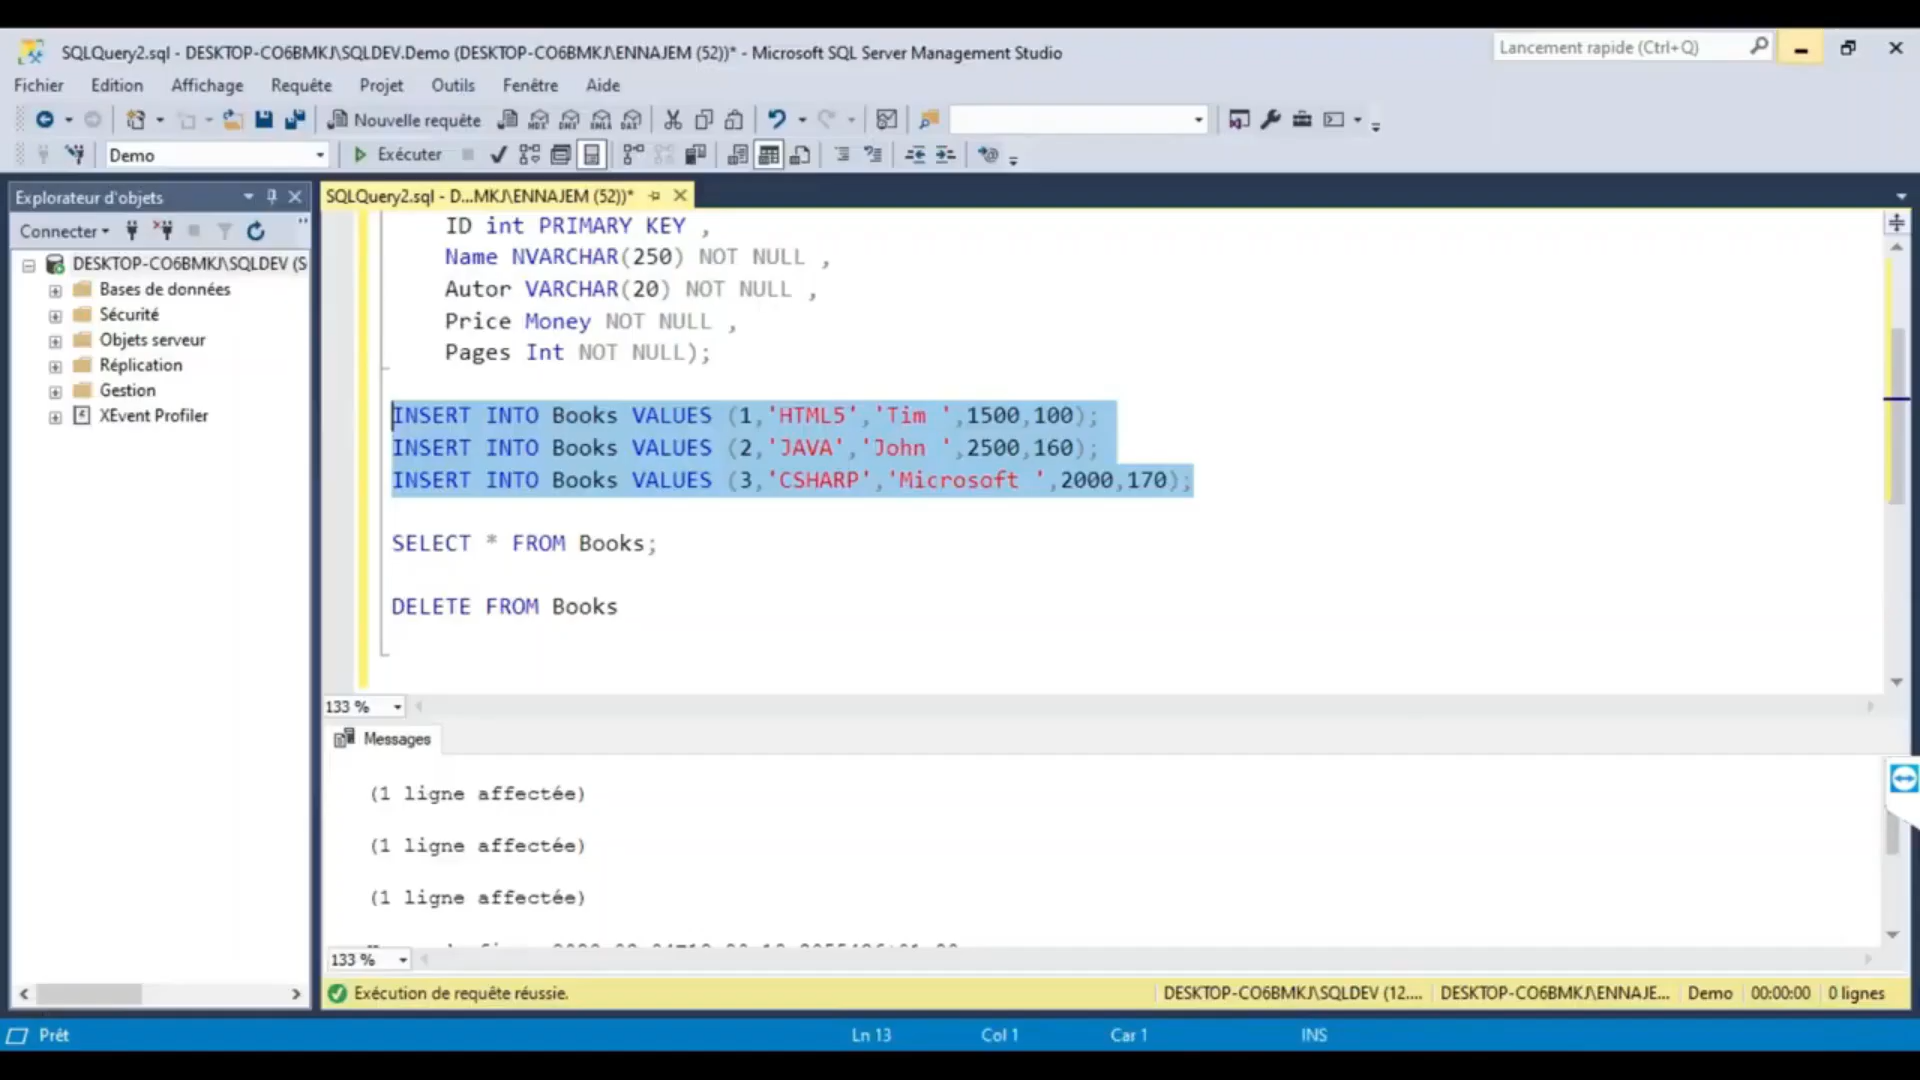 SQLQuery2.sql - DESKTOP-CO6BMKJ\SQLDEV.Demo (DESKTOP-CO6BMKJ\ENNAJEM (52))* - Microsoft SQL Server Management Studio
Lancement rapide (Ctrl+Q)
Fichier Edition Affichage Requête Projet Outils Fenêtre Aide
Nouvelle requête
Demo
Exécuter
Explorateur d'objets
SQLQuery2.sql - D...MKJ\ENNAJEM (52))*
Connecter
DESKTOP-CO6BMKJ\SQLDEV (S
Bases de données
Sécurité
Objets serveur
Réplication
Gestion
XEvent Profiler
ID int PRIMARY KEY ,
Name NVARCHAR(250) NOT NULL ,
Autor VARCHAR(20) NOT NULL ,
Price Money NOT NULL ,
Pages Int NOT NULL);
INSERT INTO Books VALUES (1,'HTML5','Tim ',1500,100);
INSERT INTO Books VALUES (2,'JAVA','John ',2500,160);
INSERT INTO Books VALUES (3,'CSHARP','Microsoft ',2000,170);
SELECT * FROM Books;
DELETE FROM Books
133 %
Messages
(1 ligne affectée)
(1 ligne affectée)
(1 ligne affectée)
133 %
Exécution de requête réussie.
DESKTOP-CO6BMKJ\SQLDEV (12.... DESKTOP-CO6BMKJ\ENNAJE... Demo 00:00:00 0 lignes
Prêt
Ln 13 Col 1 Car 1 INS